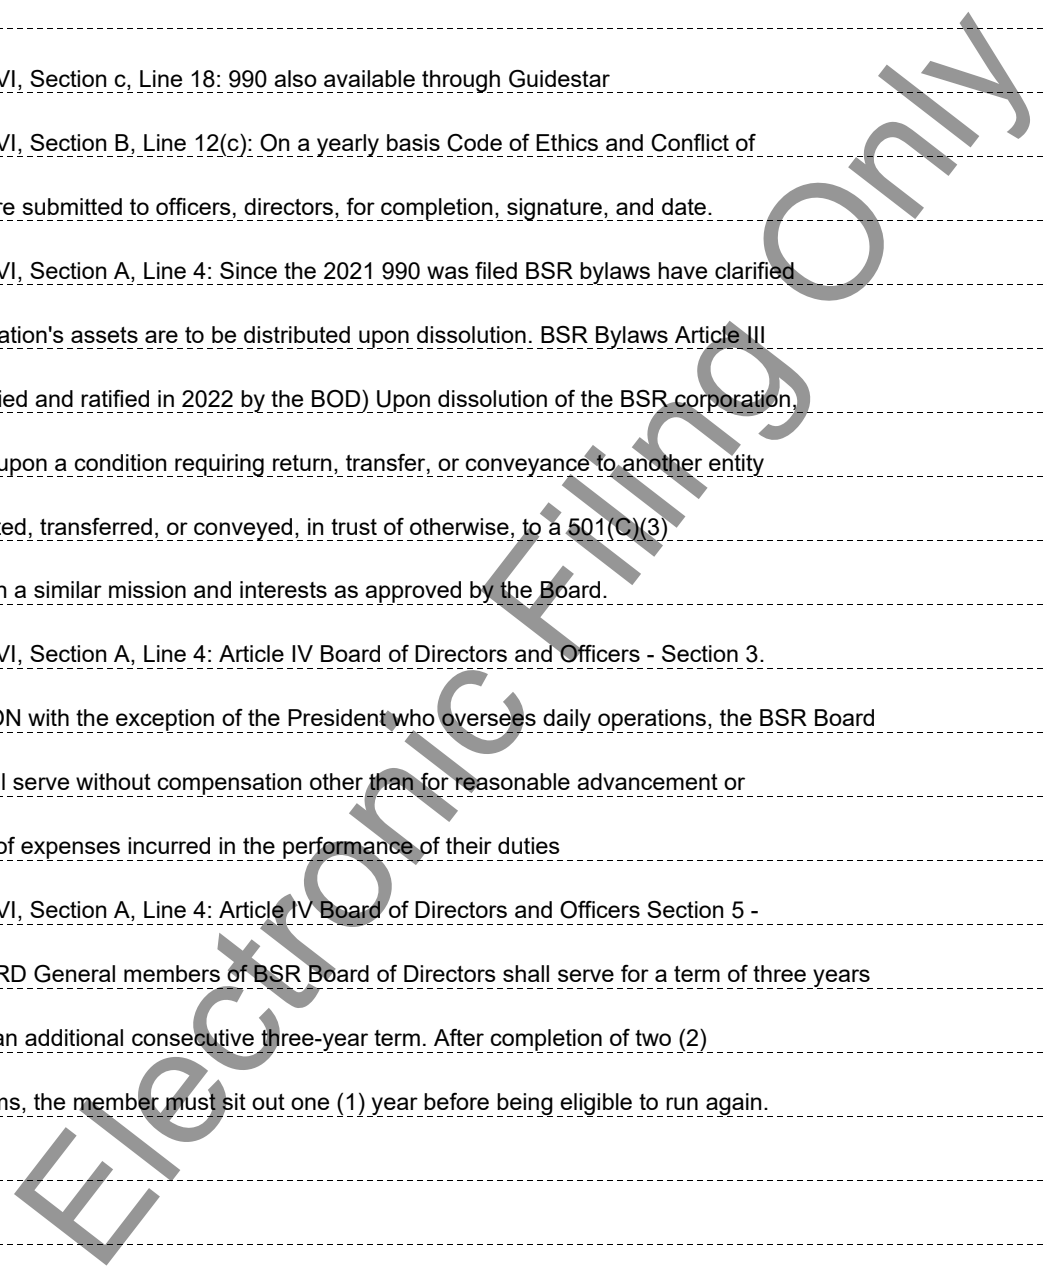 VI, Section c, Line 18: 990 also available through Guidestar
VI, Section B, Line 12(c): On a yearly basis Code of Ethics and Conflict of
submitted to officers, directors, for completion, signature, and date.
VI, Section A, Line 4: Since the 2021 990 was filed BSR bylaws have clarified
ation's assets are to be distributed upon dissolution. BSR Bylaws Article III
ied and ratified in 2022 by the BOD) Upon dissolution of the BSR corporation,
upon a condition requiring return, transfer, or conveyance to another entity
ed, transferred, or conveyed, in trust of otherwise, to a 501(C)(3)
a similar mission and interests as approved by the Board.
VI, Section A, Line 4: Article IV Board of Directors and Officers - Section 3.
ON with the exception of the President who oversees daily operations, the BSR Board
l serve without compensation other than for reasonable advancement or
of expenses incurred in the performance of their duties
VI, Section A, Line 4: Article IV Board of Directors and Officers Section 5 -
RD General members of BSR Board of Directors shall serve for a term of three years
an additional consecutive three-year term. After completion of two (2)
ms, the member must sit out one (1) year before being eligible to run again.
Electronic Filing Only